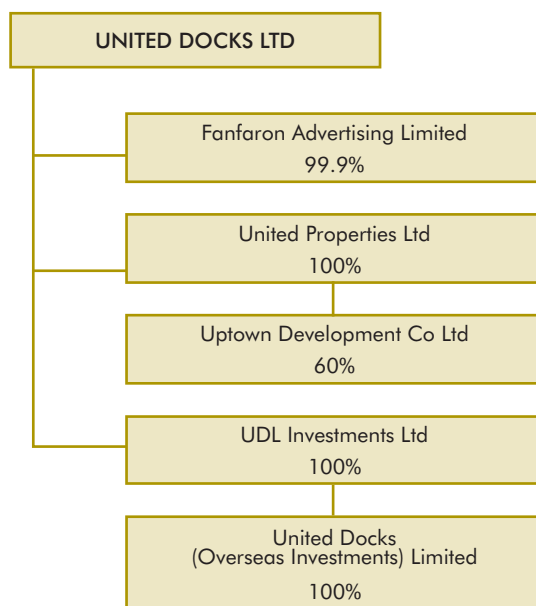 UNITED DOCKS LTD
Fanfaron Advertising Limited
99.9%
United Properties Ltd
100%
Uptown Development Co Ltd
60%
UDL Investments Ltd
100%
United Docks
(Overseas Investments) Limited
100%